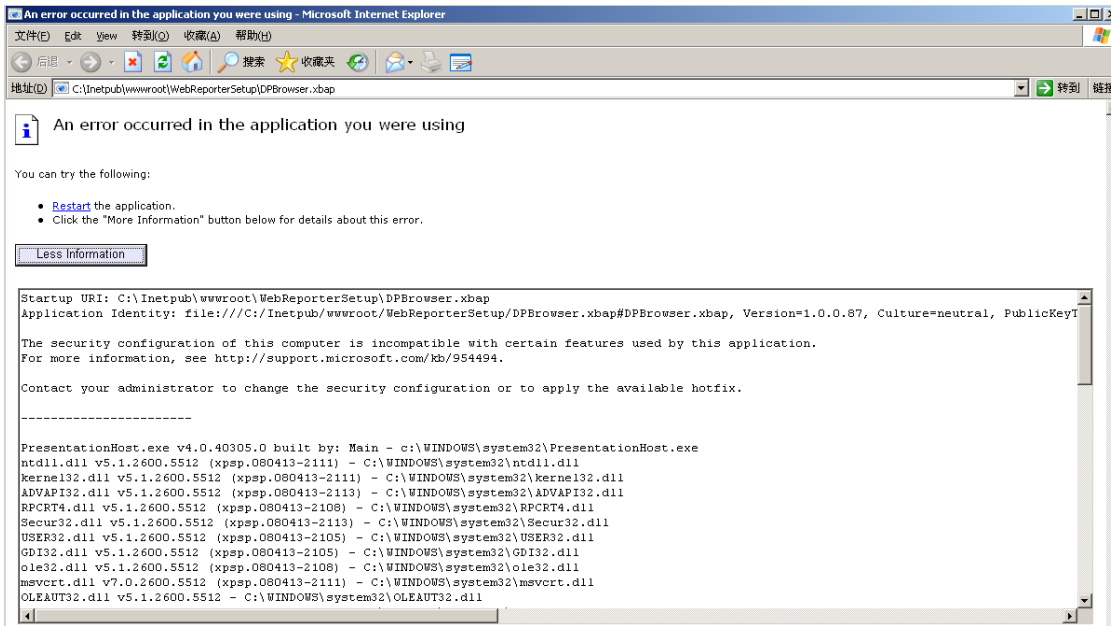 An error occurred in the application you were using - Microsoft Internet Explorer
文件(F) Edit View 转到(O) 收藏(A) 帮助(H)
后退 搜索 收藏夹
地址(D) C:\Inetpub\wwwroot\WebReporterSetup\DPBrowser.xbap 转到 链接
An error occurred in the application you were using
You can try the following:
Restart the application.
Click the "More Information" button below for details about this error.
Less Information
Startup URI: C:\Inetpub\wwwroot\WebReporterSetup\DPBrowser.xbap
Application Identity: file:///C:/Inetpub/wwwroot/WebReporterSetup/DPBrowser.xbap#DPBrowser.xbap, Version=1.0.0.87, Culture=neutral, PublicKeyT
The security configuration of this computer is incompatible with certain features used by this application.
For more information, see http://support.microsoft.com/kb/954494.
Contact your administrator to change the security configuration or to apply the available hotfix.
-----------------------
PresentationHost.exe v4.0.40305.0 built by: Main - c:\WINDOWS\system32\PresentationHost.exe
ntdll.dll v5.1.2600.5512 (xpsp.080413-2111) - C:\WINDOWS\system32\ntdll.dll
kernel32.dll v5.1.2600.5512 (xpsp.080413-2111) - C:\WINDOWS\system32\kernel32.dll
ADVAPI32.dll v5.1.2600.5512 (xpsp.080413-2113) - C:\WINDOWS\system32\ADVAPI32.dll
RPCRT4.dll v5.1.2600.5512 (xpsp.080413-2108) - C:\WINDOWS\system32\RPCRT4.dll
Secur32.dll v5.1.2600.5512 (xpsp.080413-2113) - C:\WINDOWS\system32\Secur32.dll
USER32.dll v5.1.2600.5512 (xpsp.080413-2105) - C:\WINDOWS\system32\USER32.dll
GDI32.dll v5.1.2600.5512 (xpsp.080413-2105) - C:\WINDOWS\system32\GDI32.dll
ole32.dll v5.1.2600.5512 (xpsp.080413-2108) - C:\WINDOWS\system32\ole32.dll
msvcrt.dll v7.0.2600.5512 (xpsp.080413-2111) - C:\WINDOWS\system32\msvcrt.dll
OLEAUT32.dll v5.1.2600.5512 - C:\WINDOWS\system32\OLEAUT32.dll